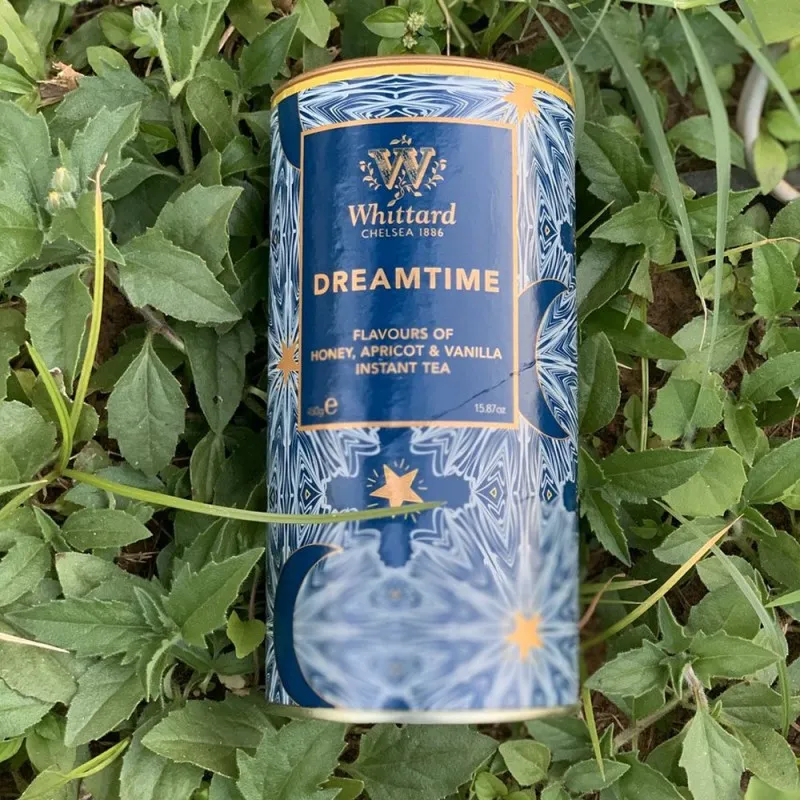 W
Whittard
CHELSEA 1886
DREAMTIME
FLAVOURS OF
HONEY, APRICOT & VANILLA
INSTANT TEA
450g e 15.87oz